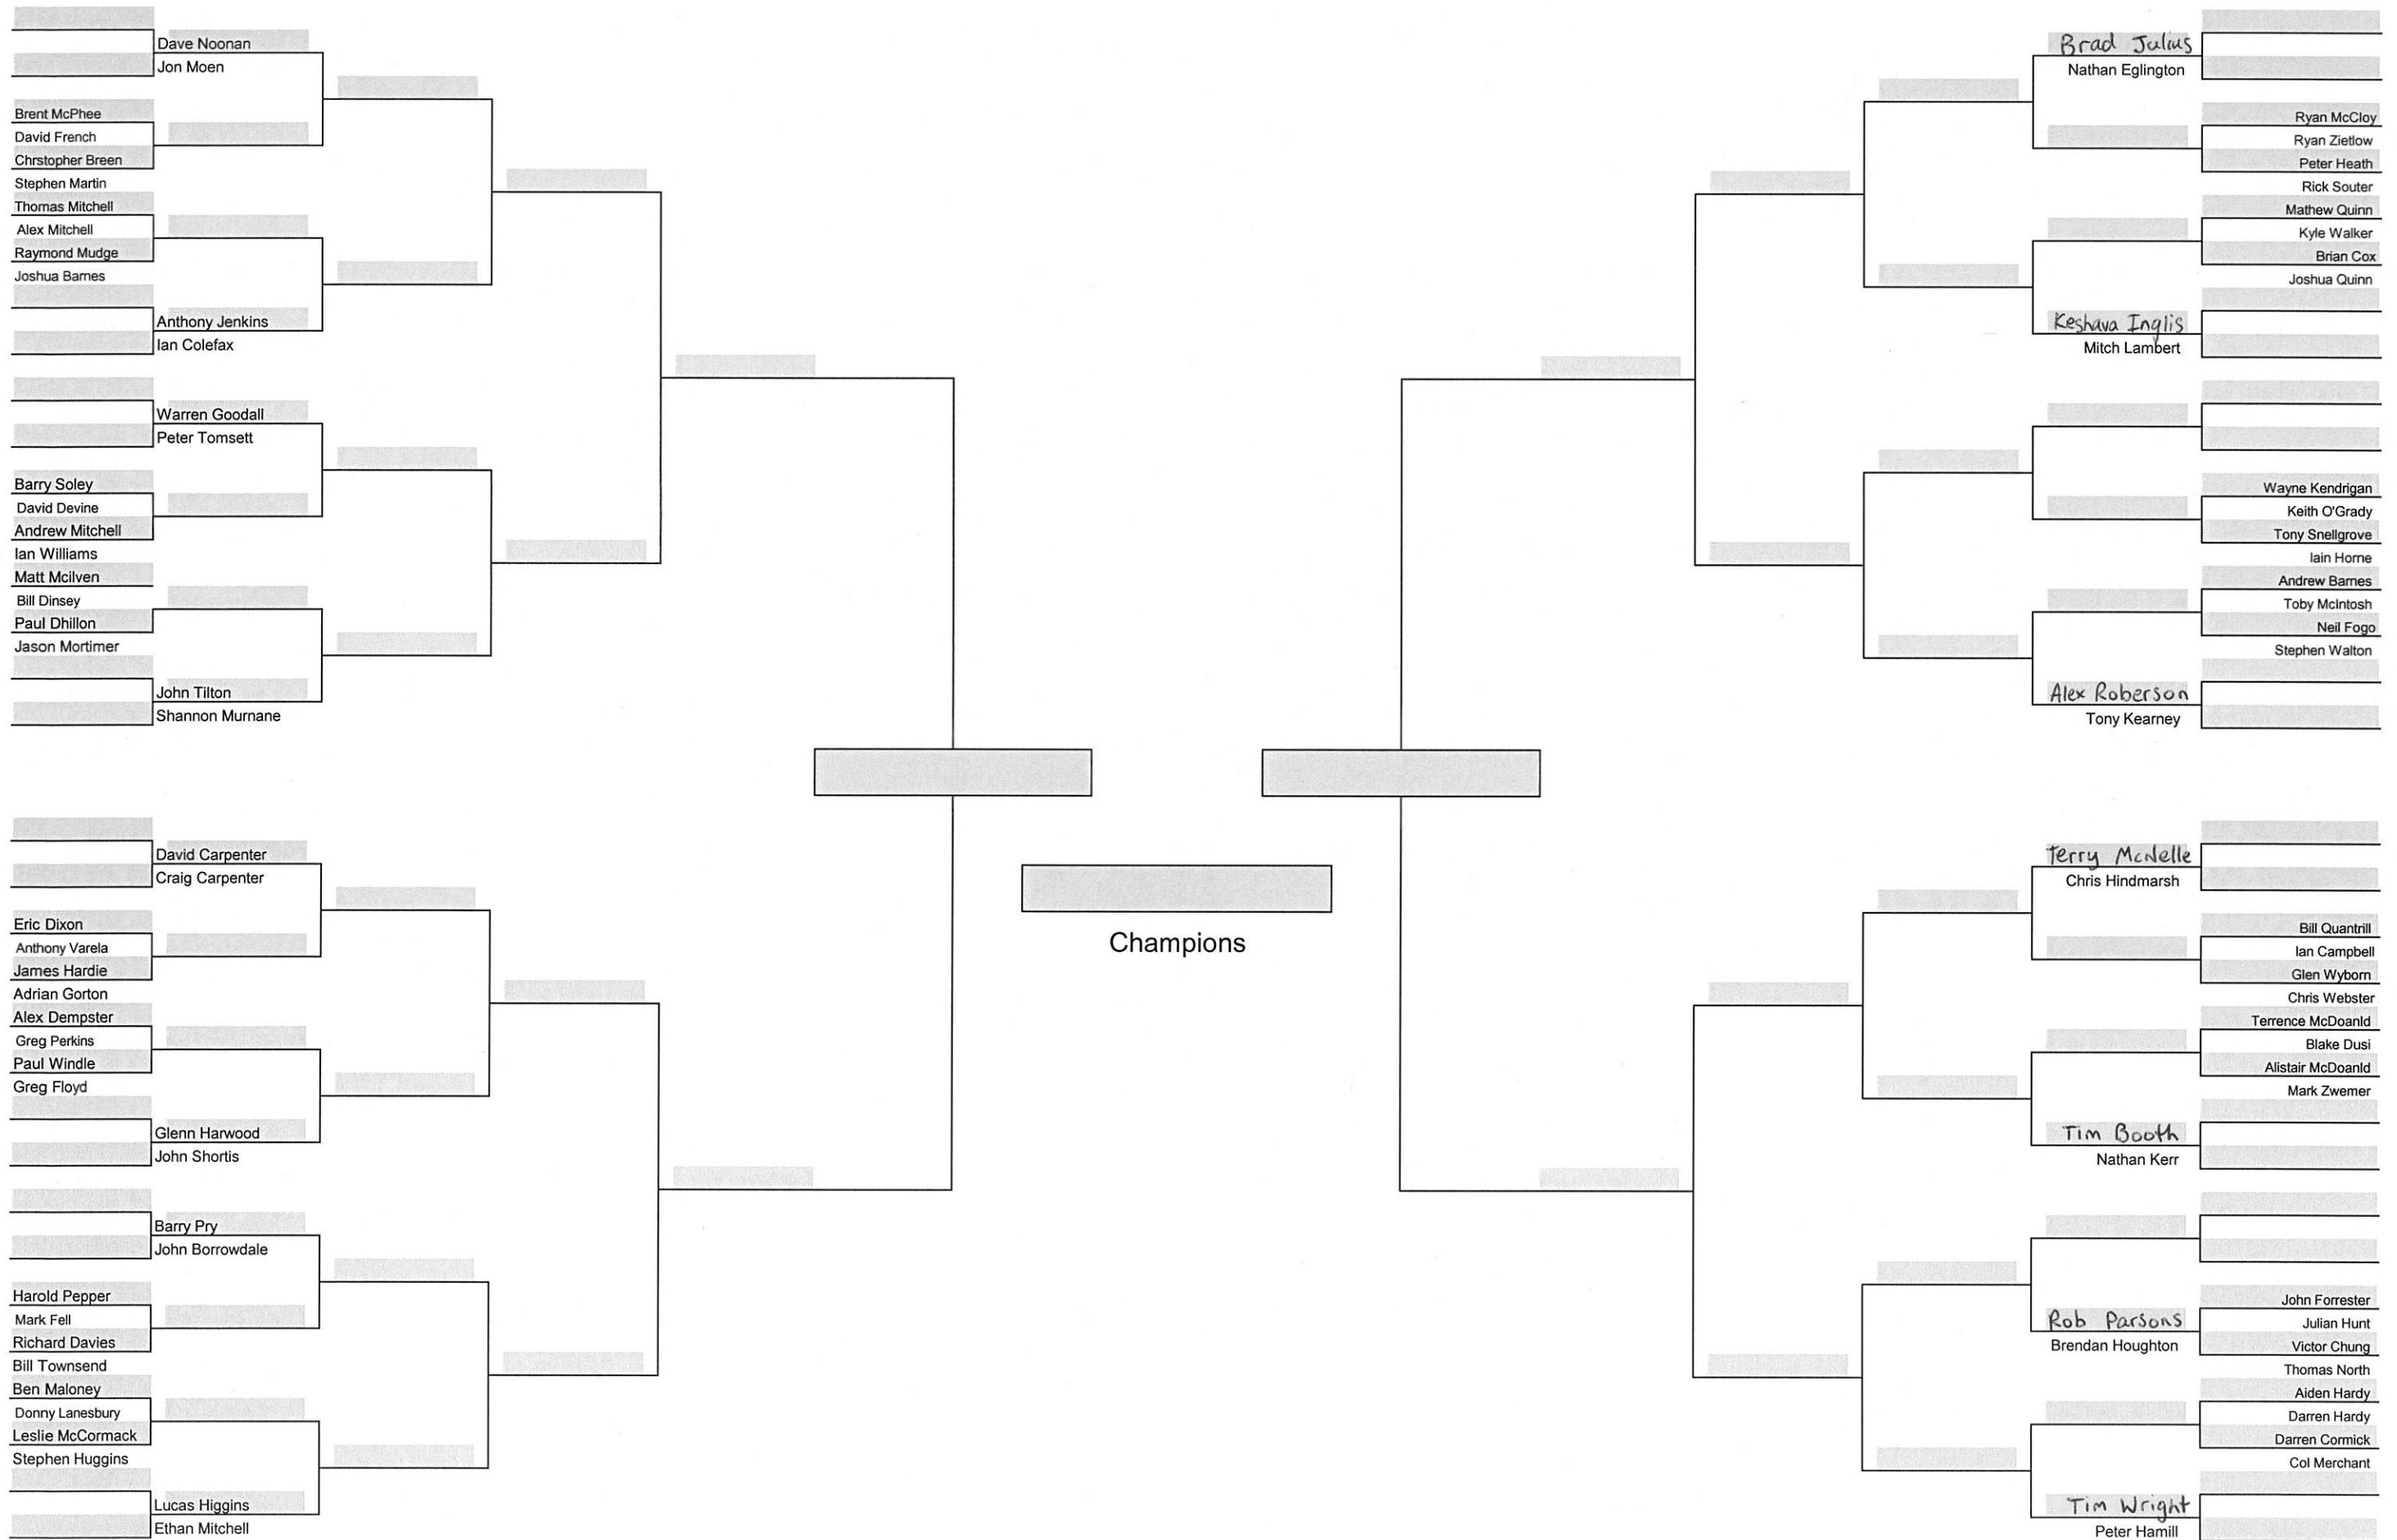 Dave Noonan
Jon Moen
Brent McPhee
David French
Chrstopher Breen
Stephen Martin
Thomas Mitchell
Alex Mitchell
Raymond Mudge
Joshua Barnes
Anthony Jenkins
Ian Colefax
Warren Goodall
Peter Tomsett
Barry Soley
David Devine
Andrew Mitchell
Ian Williams
Matt Mcilven
Bill Dinsey
Paul Dhillon
Jason Mortimer
John Tilton
Shannon Murnane
David Carpenter
Craig Carpenter
Eric Dixon
Anthony Varela
James Hardie
Adrian Gorton
Alex Dempster
Greg Perkins
Paul Windle
Greg Floyd
Glenn Harwood
John Shortis
Barry Pry
John Borrowdale
Harold Pepper
Mark Fell
Richard Davies
Bill Townsend
Ben Maloney
Donny Lanesbury
Leslie McCormack
Stephen Huggins
Lucas Higgins
Ethan Mitchell
Champions
Brad Julius
Nathan Eglington
Ryan McCloy
Ryan Zietlow
Peter Heath
Rick Souter
Mathew Quinn
Kyle Walker
Brian Cox
Joshua Quinn
Keshava Inglis
Mitch Lambert
Wayne Kendrigan
Keith O'Grady
Tony Snellgrove
Iain Horne
Andrew Barnes
Toby McIntosh
Neil Fogo
Stephen Walton
Alex Roberson
Tony Kearney
Terry McNelle
Chris Hindmarsh
Bill Quantrill
Ian Campbell
Glen Wyborn
Chris Webster
Terrence McDoanld
Blake Dusi
Alistair McDoanld
Mark Zwemer
Tim Booth
Nathan Kerr
John Forrester
Julian Hunt
Rob Parsons
Brendan Houghton
Victor Chung
Thomas North
Aiden Hardy
Darren Hardy
Darren Cormick
Col Merchant
Tim Wright
Peter Hamill